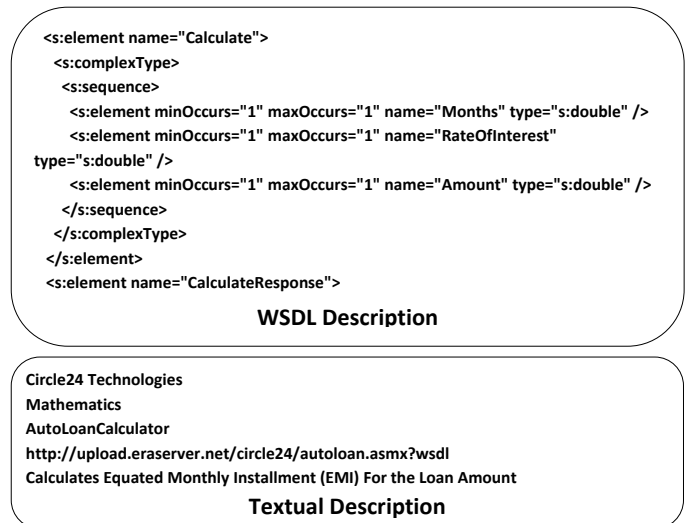 <s:element name="Calculate">
<s:complexType>
<s:sequence>
<s:element minOccurs="1" maxOccurs="1" name="Months" type="s:double" />
<s:element minOccurs="1" maxOccurs="1" name="RateOfInterest"
type="s:double" />
<s:element minOccurs="1" maxOccurs="1" name="Amount" type="s:double" />
</s:sequence>
</s:complexType>
</s:element>
<s:element name="CalculateResponse">
WSDL Description
Circle24 Technologies
Mathematics
AutoLoanCalculator
http://upload.eraserver.net/circle24/autoloan.asmx?wsdl
Calculates Equated Monthly Installment (EMI) For the Loan Amount
Textual Description